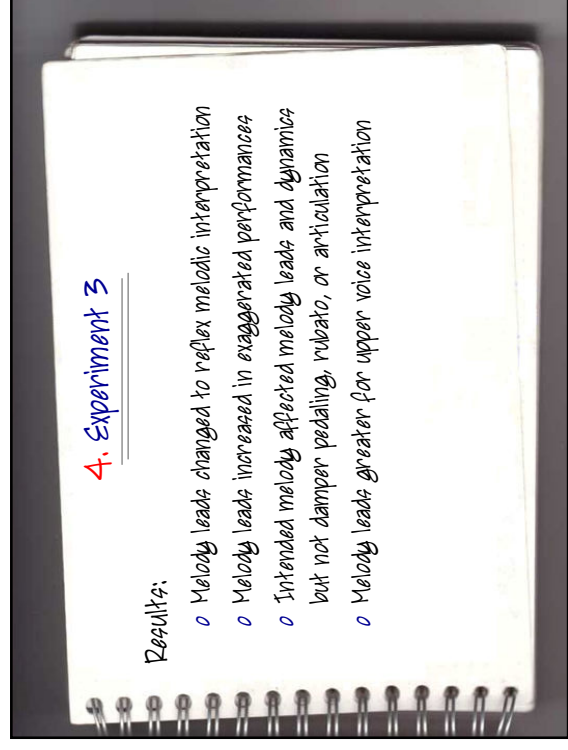 4. Experiment 3
Results:
o Melody leads changed to reflex melodic interpretation
o Melody leads increased in exaggerated performances
o Intended melody affected melody leads and dynamics
but not damper pedaling, rubato, or articulation
o Melody leads greater for upper voice interpretation